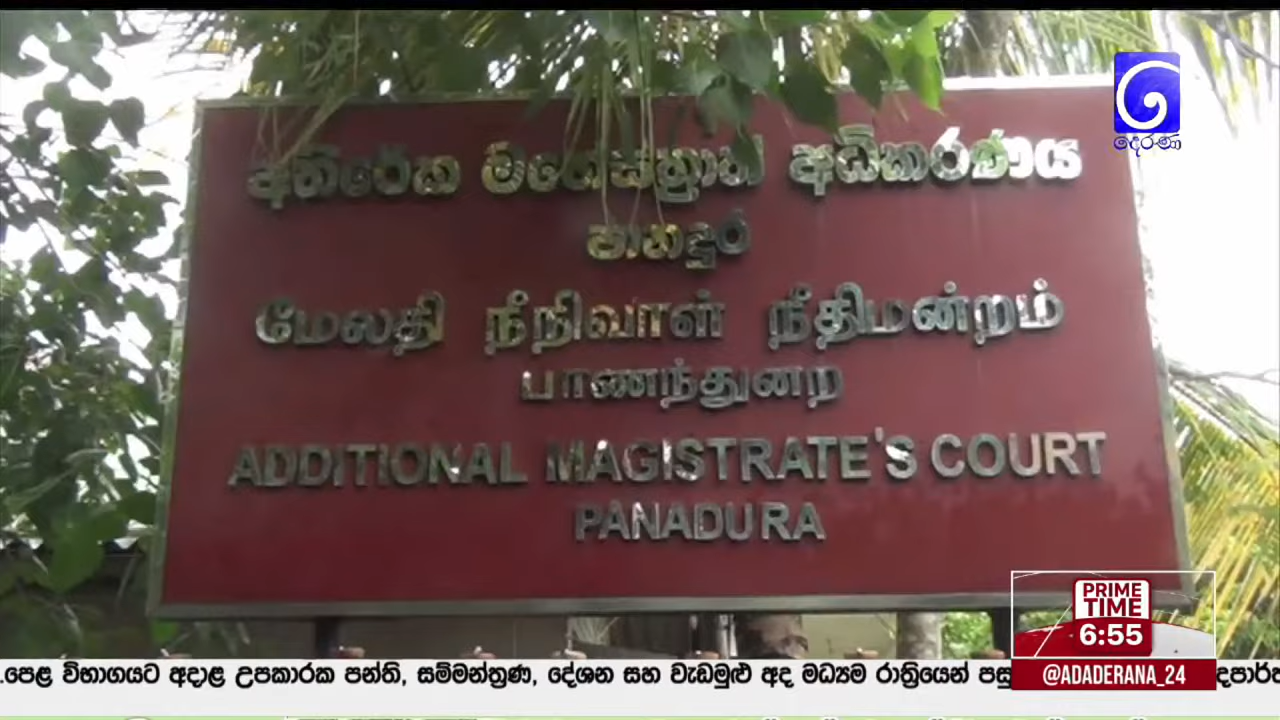 අතිරේක මහෙස්ත්‍රාත් අධිකරණය
පානදුර
மேலதி நீநிவான் நீதிமன்றம்
பாணந்துறை
ADDITIONAL MAGISTRATE'S COURT
PANADURA
දෙරණ
PRIME
TIME
6:55
@ADADERANA_24
.පෙළ විභාගයට අදාළ උපකාරක පන්ති, සම්මන්ත්‍රණ, දේශන සහ වැඩමුළු අද මධ්‍යම රාත්‍රියෙන් පසු